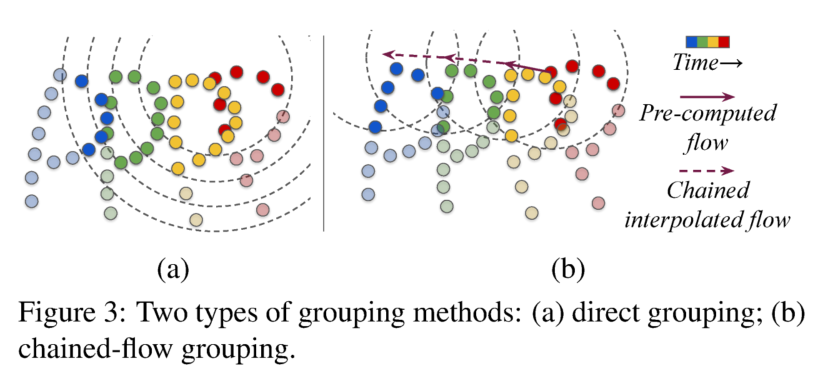 Time→
Pre-computed
flow
Chained
interpolated flow
(a)
(b)
Figure 3: Two types of grouping methods: (a) direct grouping; (b)
chained-flow grouping.